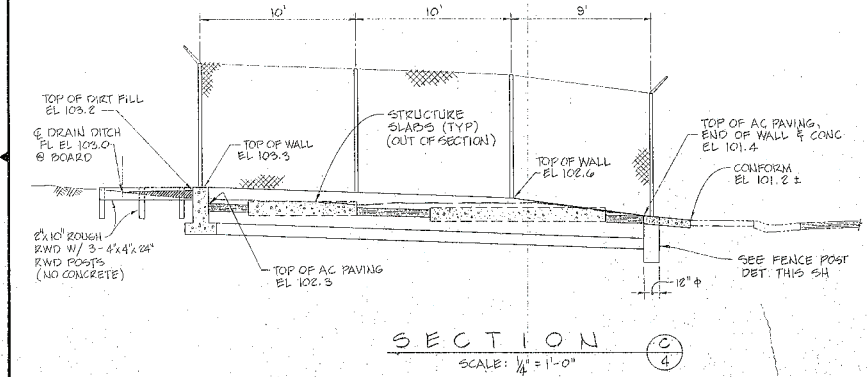 10' 10' 9'
TOP OF DIRT FILL
EL 103.2
℄ DRAIN DITCH
FL EL 103.0
@ BOARD
2"x10" ROUGH
RWD W/ 3-4"x4"x24"
RWD POSTS
(NO CONCRETE)
TOP OF WALL
EL 103.3
TOP OF AC PAVING
EL 102.3
STRUCTURE
SLABS (TYP)
(OUT OF SECTION)
TOP OF WALL
EL 102.6
TOP OF AC PAVING,
END OF WALL & CONC
EL 101.4
CONFORM
EL 101.2 ±
SEE FENCE POST
DET. THIS SH
12" ϕ
SECTION
C
4
SCALE: 1/4" = 1'-0"